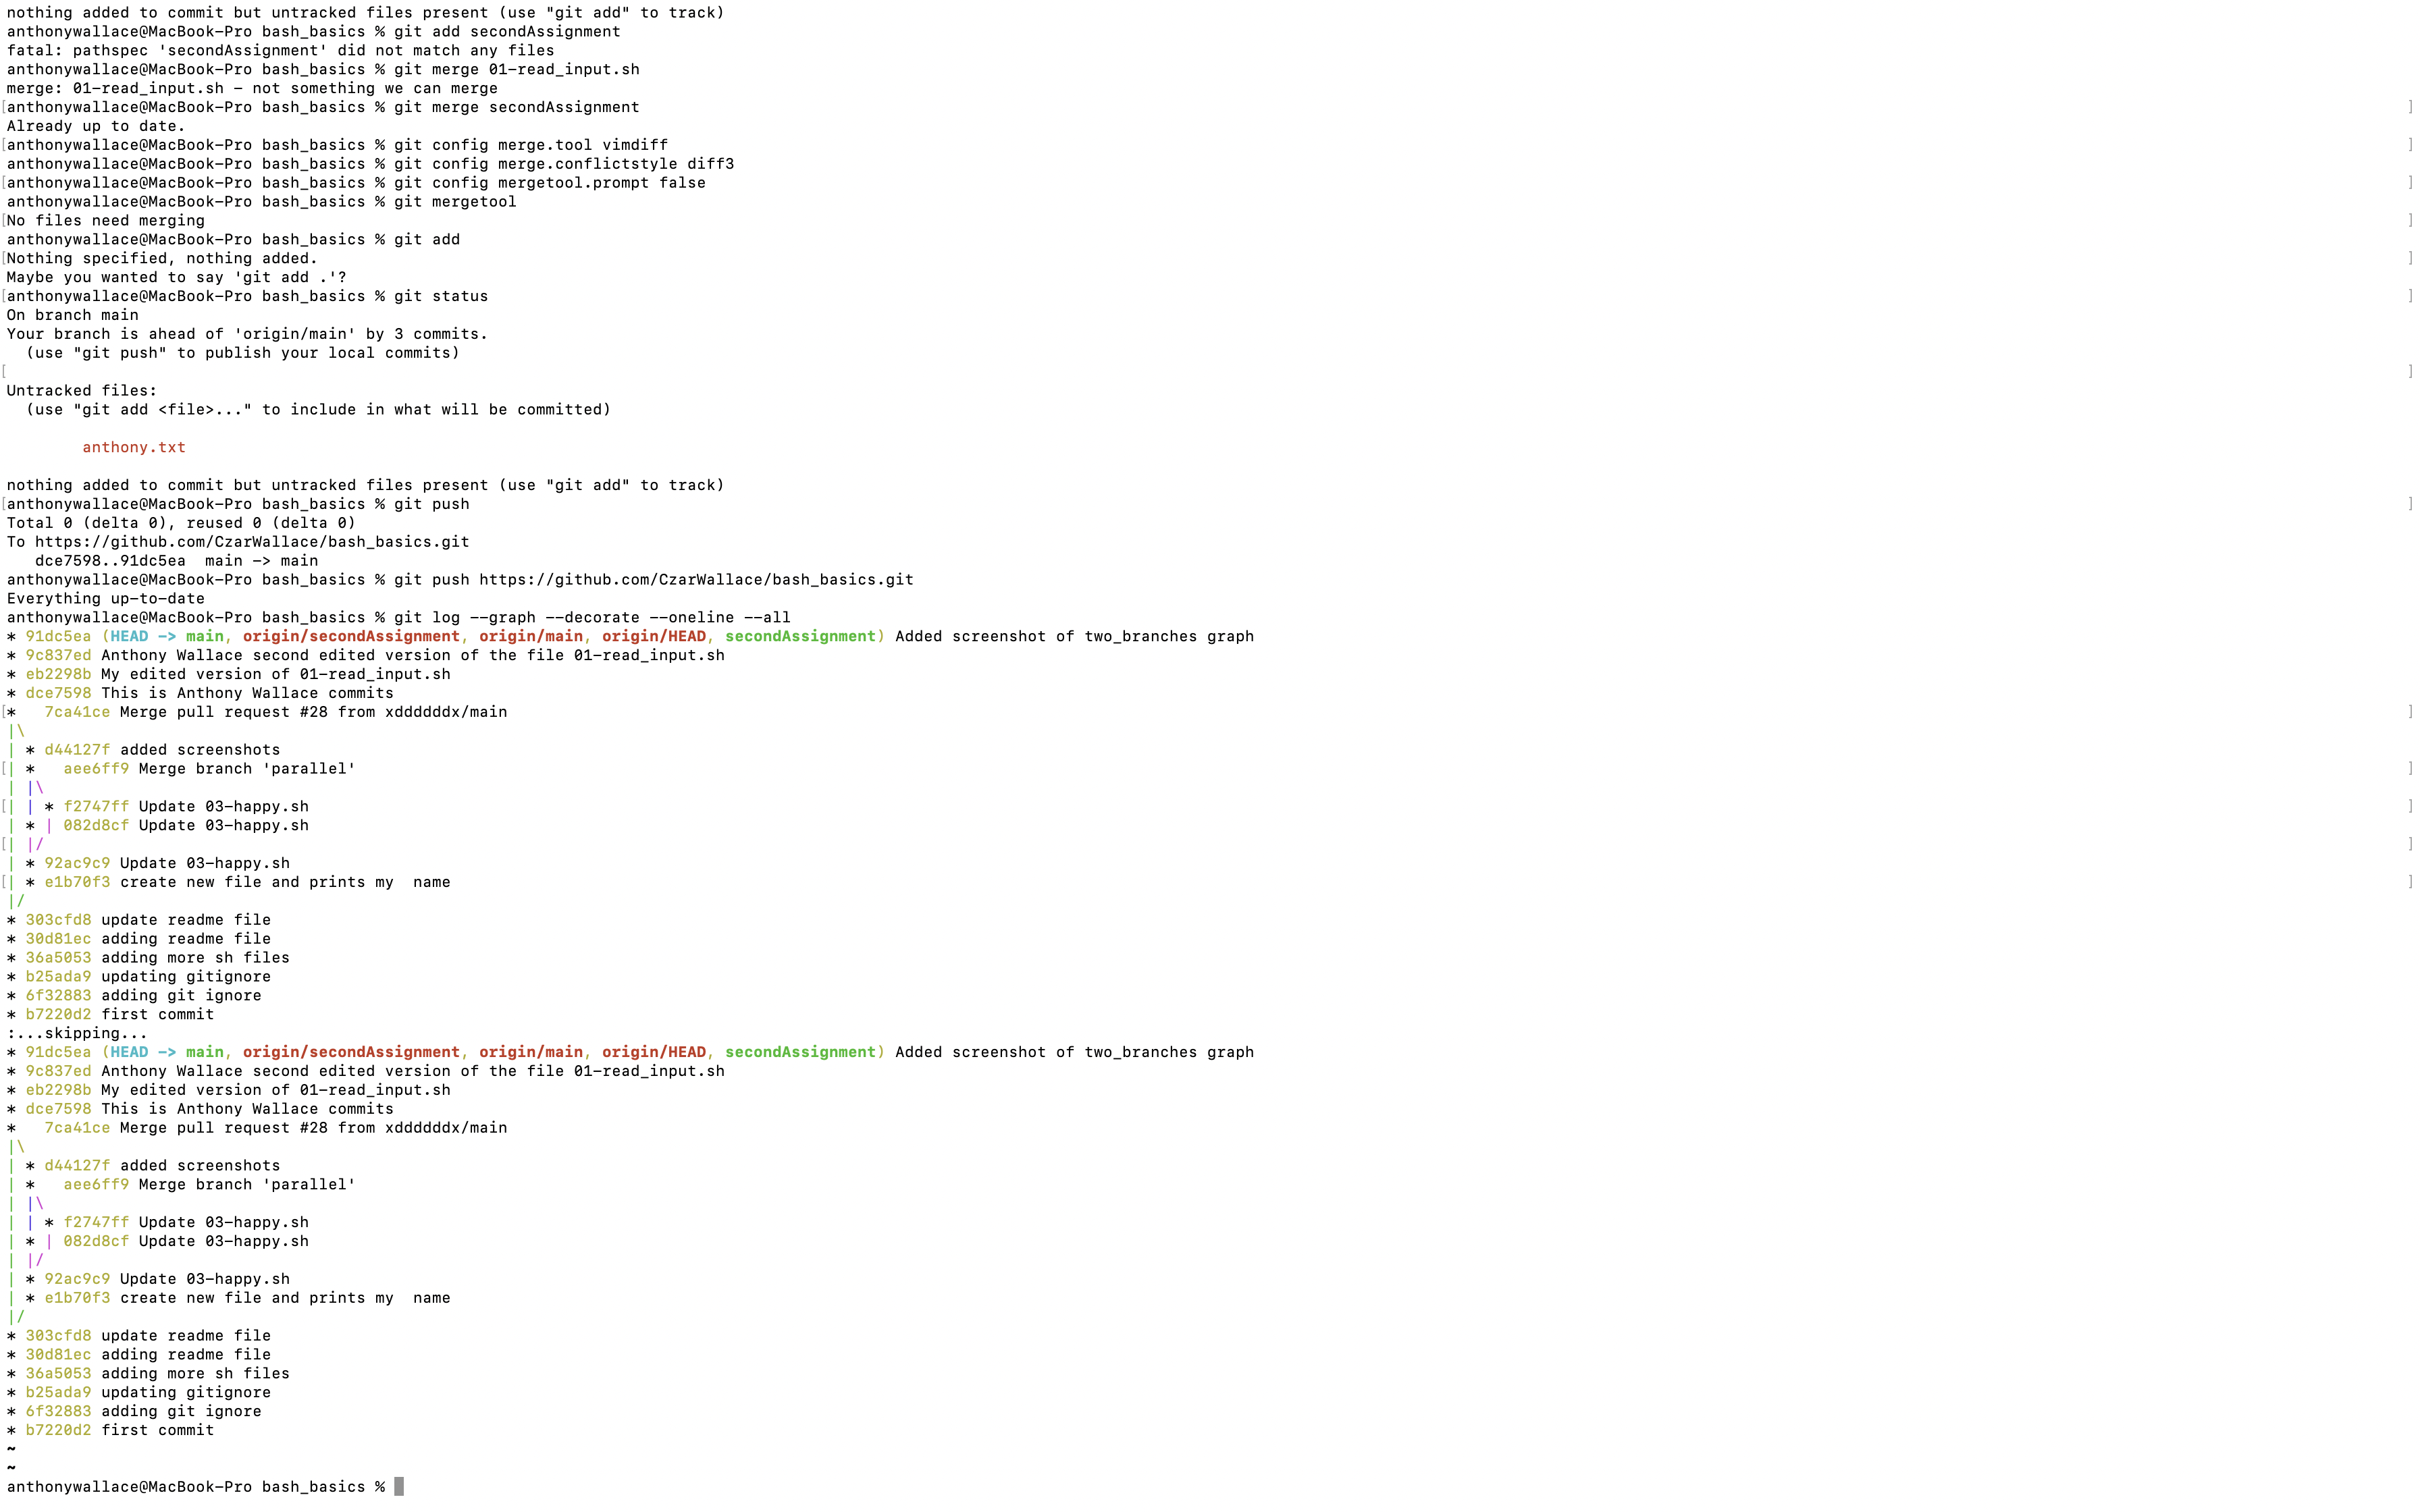 nothing added to commit but untracked files present (use "git add" to track)
anthonywallace@MacBook-Pro bash_basics % git add secondAssignment
fatal: pathspec 'secondAssignment' did not match any files
anthonywallace@MacBook-Pro bash_basics % git merge 01-read_input.sh
merge: 01-read_input.sh - not something we can merge
[anthonywallace@MacBook-Pro bash_basics % git merge secondAssignment ]
Already up to date.
[anthonywallace@MacBook-Pro bash_basics % git config merge.tool vimdiff ]
anthonywallace@MacBook-Pro bash_basics % git config merge.conflictstyle diff3
[anthonywallace@MacBook-Pro bash_basics % git config mergetool.prompt false ]
anthonywallace@MacBook-Pro bash_basics % git mergetool
[No files need merging ]
anthonywallace@MacBook-Pro bash_basics % git add
[Nothing specified, nothing added. ]
Maybe you wanted to say 'git add .'?
[anthonywallace@MacBook-Pro bash_basics % git status ]
On branch main
Your branch is ahead of 'origin/main' by 3 commits.
  (use "git push" to publish your local commits)
[ ]
Untracked files:
  (use "git add <file>..." to include in what will be committed)
        anthony.txt
nothing added to commit but untracked files present (use "git add" to track)
[anthonywallace@MacBook-Pro bash_basics % git push ]
Total 0 (delta 0), reused 0 (delta 0)
To https://github.com/CzarWallace/bash_basics.git
   dce7598..91dc5ea  main -> main
anthonywallace@MacBook-Pro bash_basics % git push https://github.com/CzarWallace/bash_basics.git
Everything up-to-date
anthonywallace@MacBook-Pro bash_basics % git log --graph --decorate --oneline --all
* 91dc5ea (HEAD -> main, origin/secondAssignment, origin/main, origin/HEAD, secondAssignment) Added screenshot of two_branches graph
* 9c837ed Anthony Wallace second edited version of the file 01-read_input.sh
* eb2298b My edited version of 01-read_input.sh
* dce7598 This is Anthony Wallace commits
[*   7ca41ce Merge pull request #28 from xddddddx/main ]
|\
| * d44127f added screenshots
[| *   aee6ff9 Merge branch 'parallel' ]
| |\
[| | * f2747ff Update 03-happy.sh ]
| * | 082d8cf Update 03-happy.sh
[| |/ ]
| * 92ac9c9 Update 03-happy.sh
[| * e1b70f3 create new file and prints my  name ]
|/
* 303cfd8 update readme file
* 30d81ec adding readme file
* 36a5053 adding more sh files
* b25ada9 updating gitignore
* 6f32883 adding git ignore
* b7220d2 first commit
:...skipping...
* 91dc5ea (HEAD -> main, origin/secondAssignment, origin/main, origin/HEAD, secondAssignment) Added screenshot of two_branches graph
* 9c837ed Anthony Wallace second edited version of the file 01-read_input.sh
* eb2298b My edited version of 01-read_input.sh
* dce7598 This is Anthony Wallace commits
*   7ca41ce Merge pull request #28 from xddddddx/main
|\
| * d44127f added screenshots
| *   aee6ff9 Merge branch 'parallel'
| |\
| | * f2747ff Update 03-happy.sh
| * | 082d8cf Update 03-happy.sh
| |/
| * 92ac9c9 Update 03-happy.sh
| * e1b70f3 create new file and prints my  name
|/
* 303cfd8 update readme file
* 30d81ec adding readme file
* 36a5053 adding more sh files
* b25ada9 updating gitignore
* 6f32883 adding git ignore
* b7220d2 first commit
~
~
anthonywallace@MacBook-Pro bash_basics %